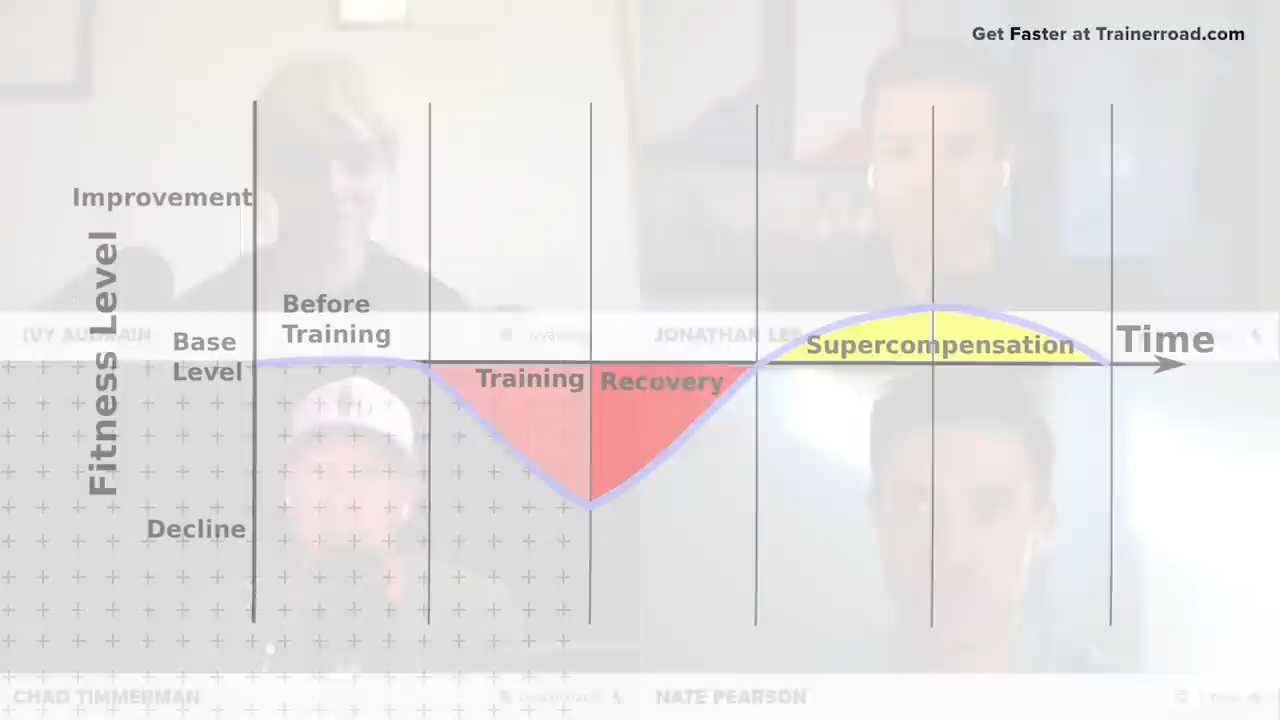 Get Faster at Trainerroad.com
Improvement
Fitness Level
Before
Training
Base
Level
IVY AUDRAIN
JONATHAN LEE
Supercompensation
Time
Training
Recovery
Decline
CHAD TIMMERMAN
NATE PEARSON